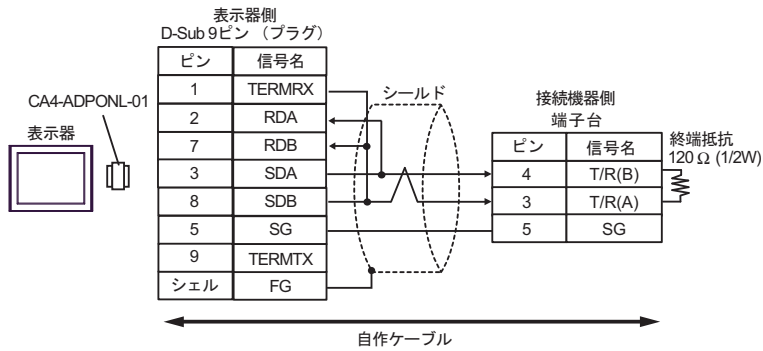 表示器側
D-Sub 9ピン （プラグ）
CA4-ADPONL-01
表示器
ピン 信号名
1 TERMRX
2 RDA
7 RDB
3 SDA
8 SDB
5 SG
9 TERMTX
シェル FG
シールド
接続機器側
端子台
ピン 信号名
4 T/R(B)
3 T/R(A)
5 SG
終端抵抗
120 Ω (1/2W)
自作ケーブル